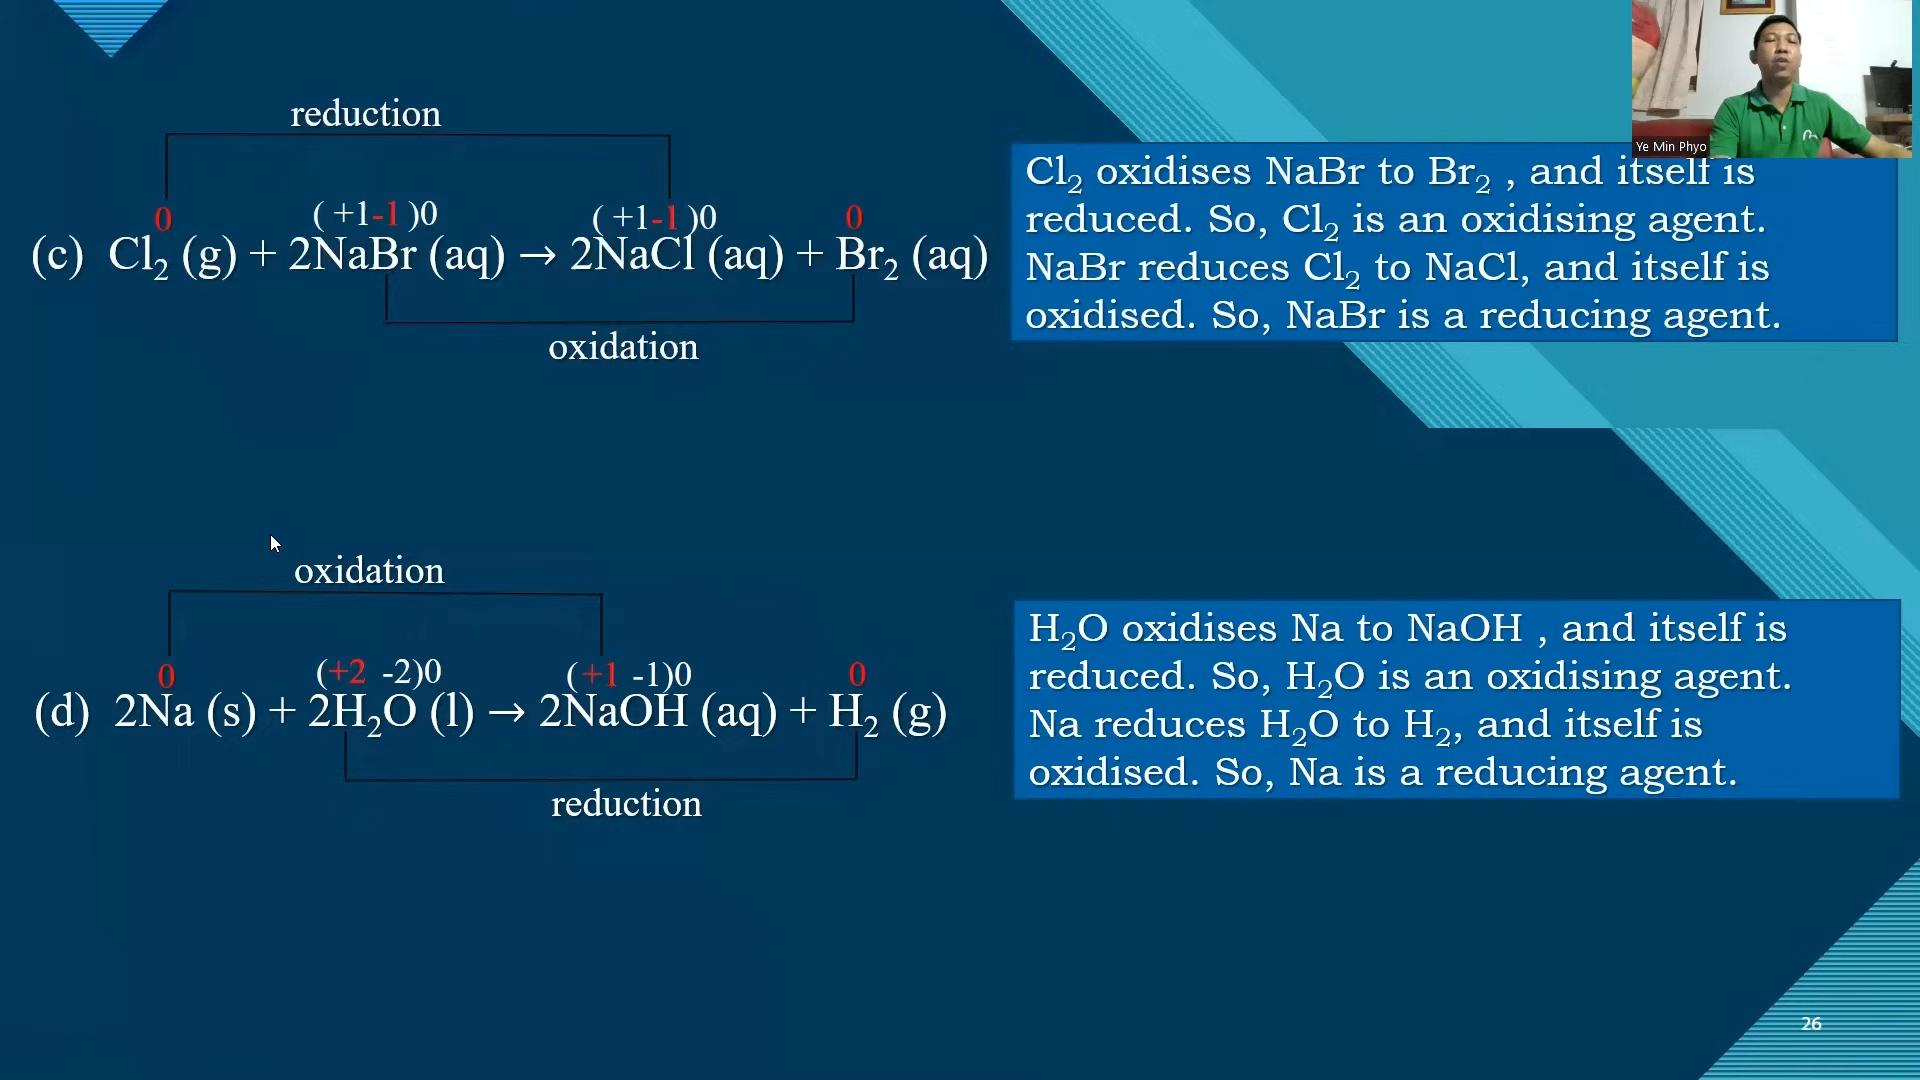 reduction
0 ( +1-1 )0 ( +1-1 )0 0
(c) Cl₂ (g) + 2NaBr (aq) → 2NaCl (aq) + Br₂ (aq)
oxidation
Ye Min Phyo
Cl₂ oxidises NaBr to Br₂ , and itself is
reduced. So, Cl₂ is an oxidising agent.
NaBr reduces Cl₂ to NaCl, and itself is
oxidised. So, NaBr is a reducing agent.
oxidation
0 (+2 -2)0 ( +1 -1)0 0
(d) 2Na (s) + 2H₂O (l) → 2NaOH (aq) + H₂ (g)
reduction
H₂O oxidises Na to NaOH , and itself is
reduced. So, H₂O is an oxidising agent.
Na reduces H₂O to H₂, and itself is
oxidised. So, Na is a reducing agent.
26